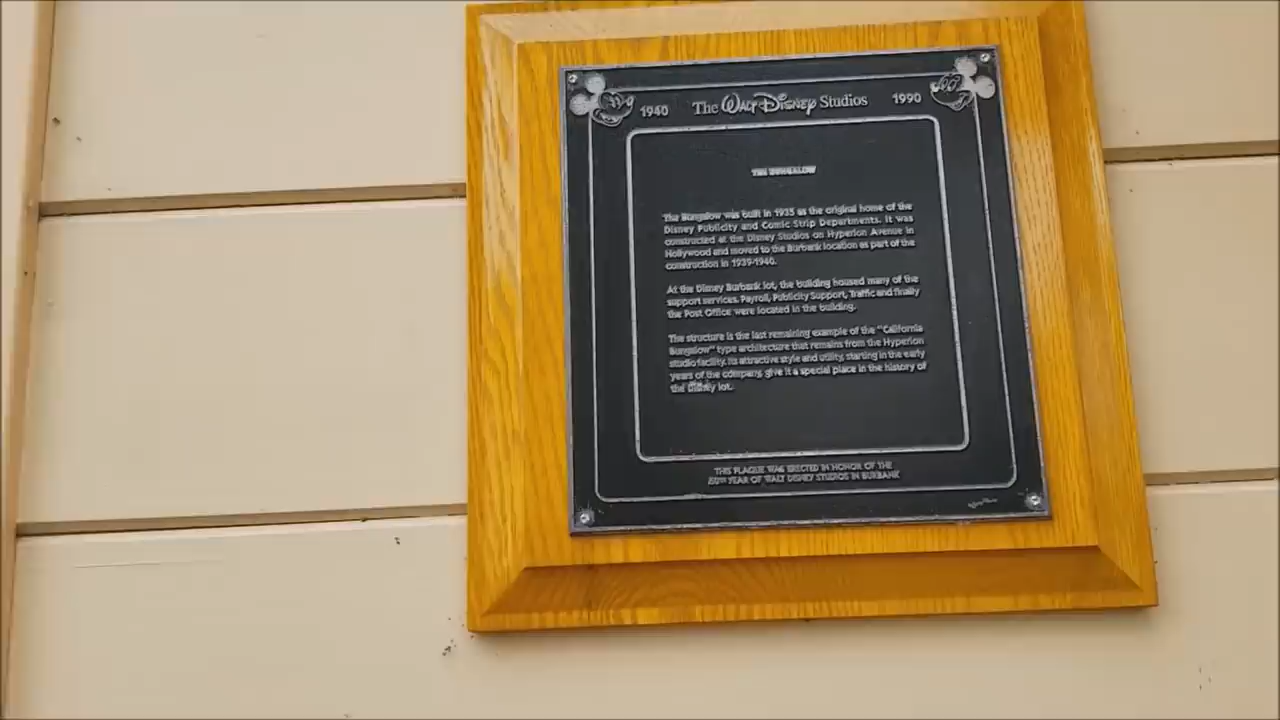 1940 The Walt Disney Studios 1990
THE BUNGALOW
The Bungalow was built in 1935 as the original home of the
Disney Publicity and Comic Strip Departments. It was
constructed at the Disney Studios on Hyperion Avenue in
Hollywood and moved to the Burbank location as part of the
construction in 1939-1940.
At the Disney Burbank lot, the building housed many of the
support services. Payroll, Publicity Support, Traffic and finally
the Post Office were located in the building.
The structure is the last remaining example of the "California
Bungalow" type architecture that remains from the Hyperion
studio facility. Its attractive style and utility, starting in the early
years of the company, give it a special place in the history of
the Disney lot.
THIS PLAQUE WAS ERECTED IN HONOR OF THE
50TH YEAR OF WALT DISNEY STUDIOS IN BURBANK